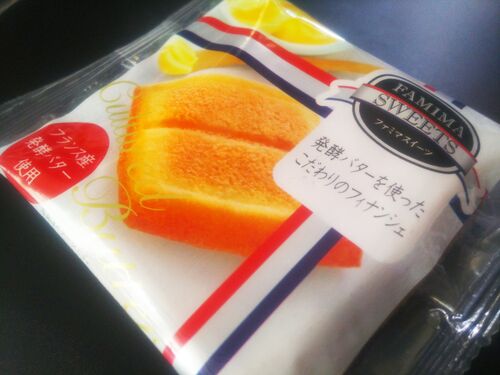 FAMIMA
SWEETS
ファミマスイーツ
発酵バターを使った
こだわりのフィナンシェ
フランス産
発酵バター
使用